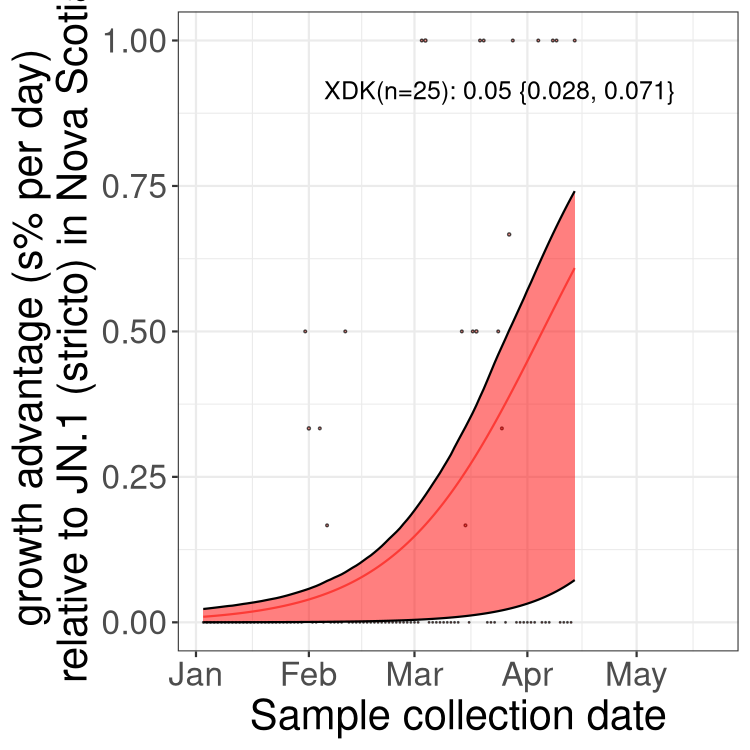 growth advantage (s% per day)
relative to JN.1 (stricto) in Nova Scotia
1.00
0.75
0.50
0.25
0.00
XDK(n=25): 0.05 {0.028, 0.071}
Jan Feb Mar Apr May
Sample collection date